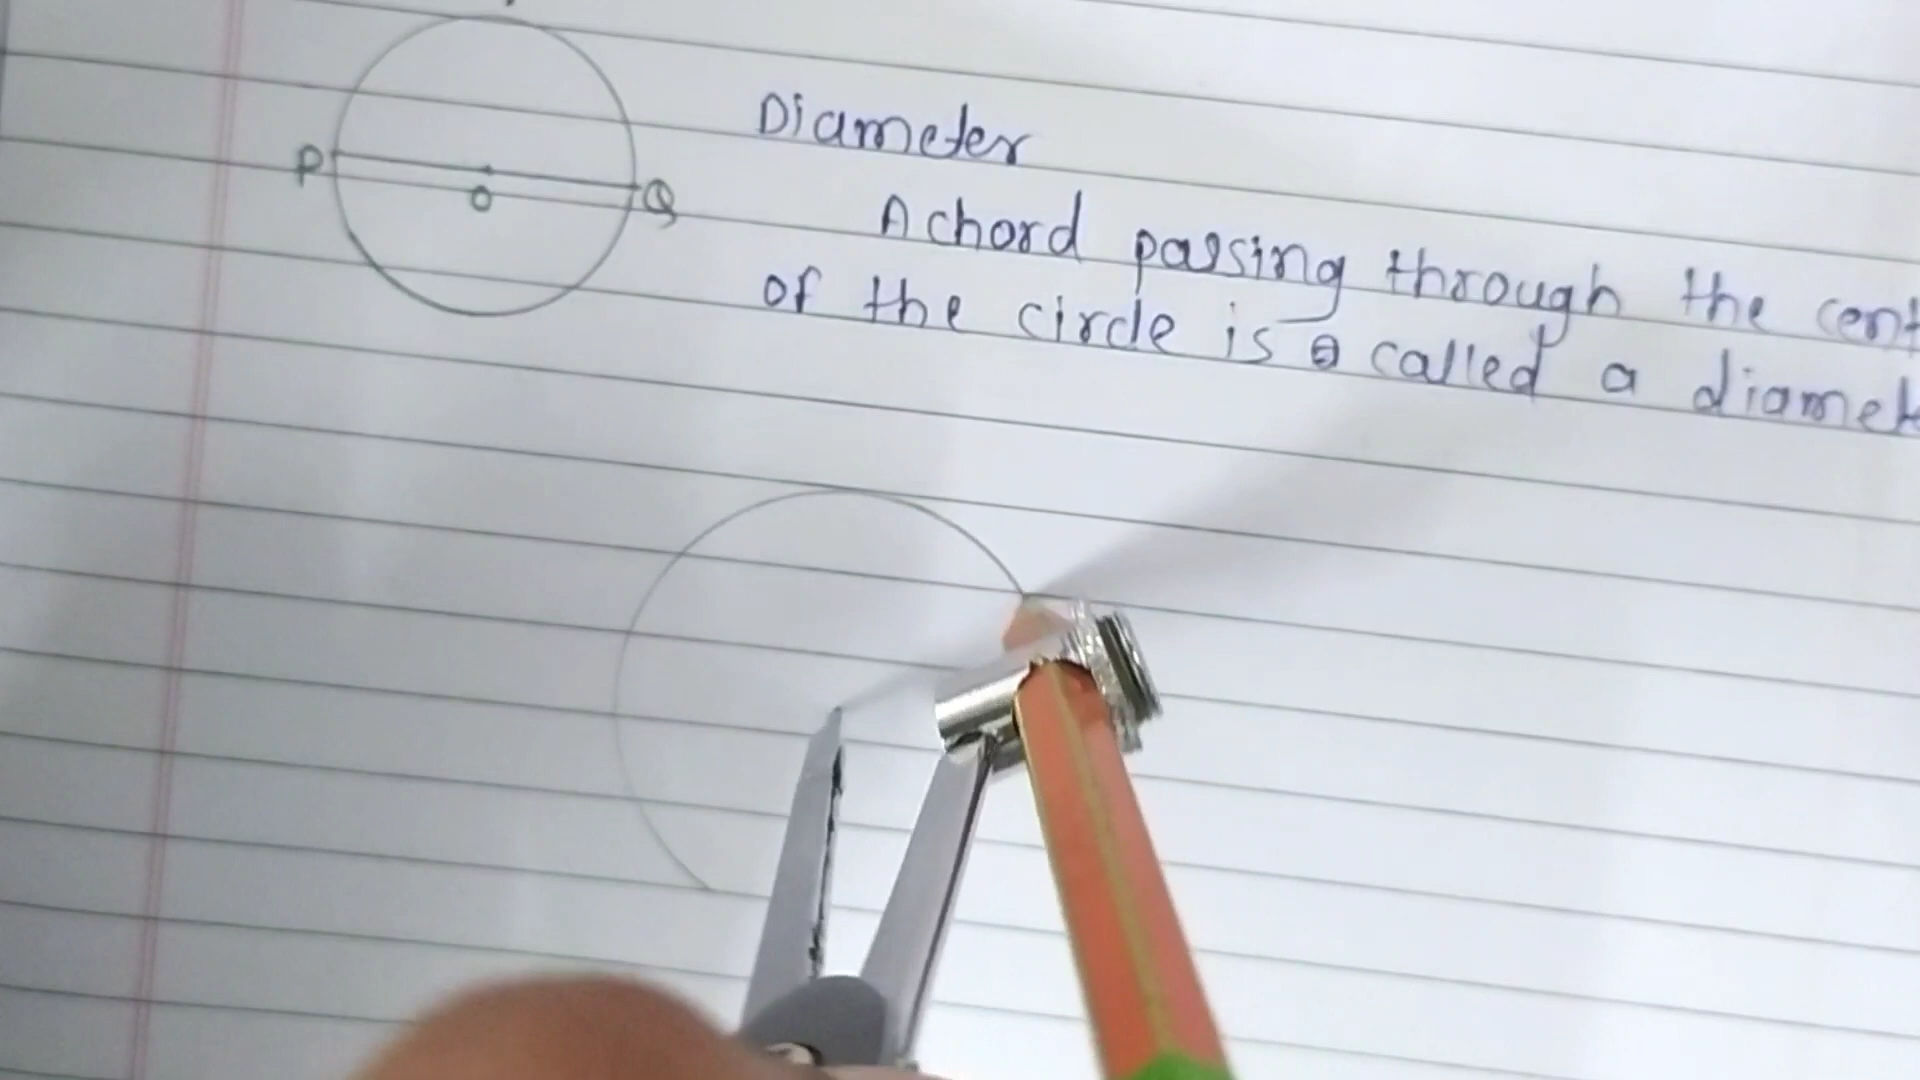 Diameter
P
O
Q
A chord passing through the
of the circle is a called a